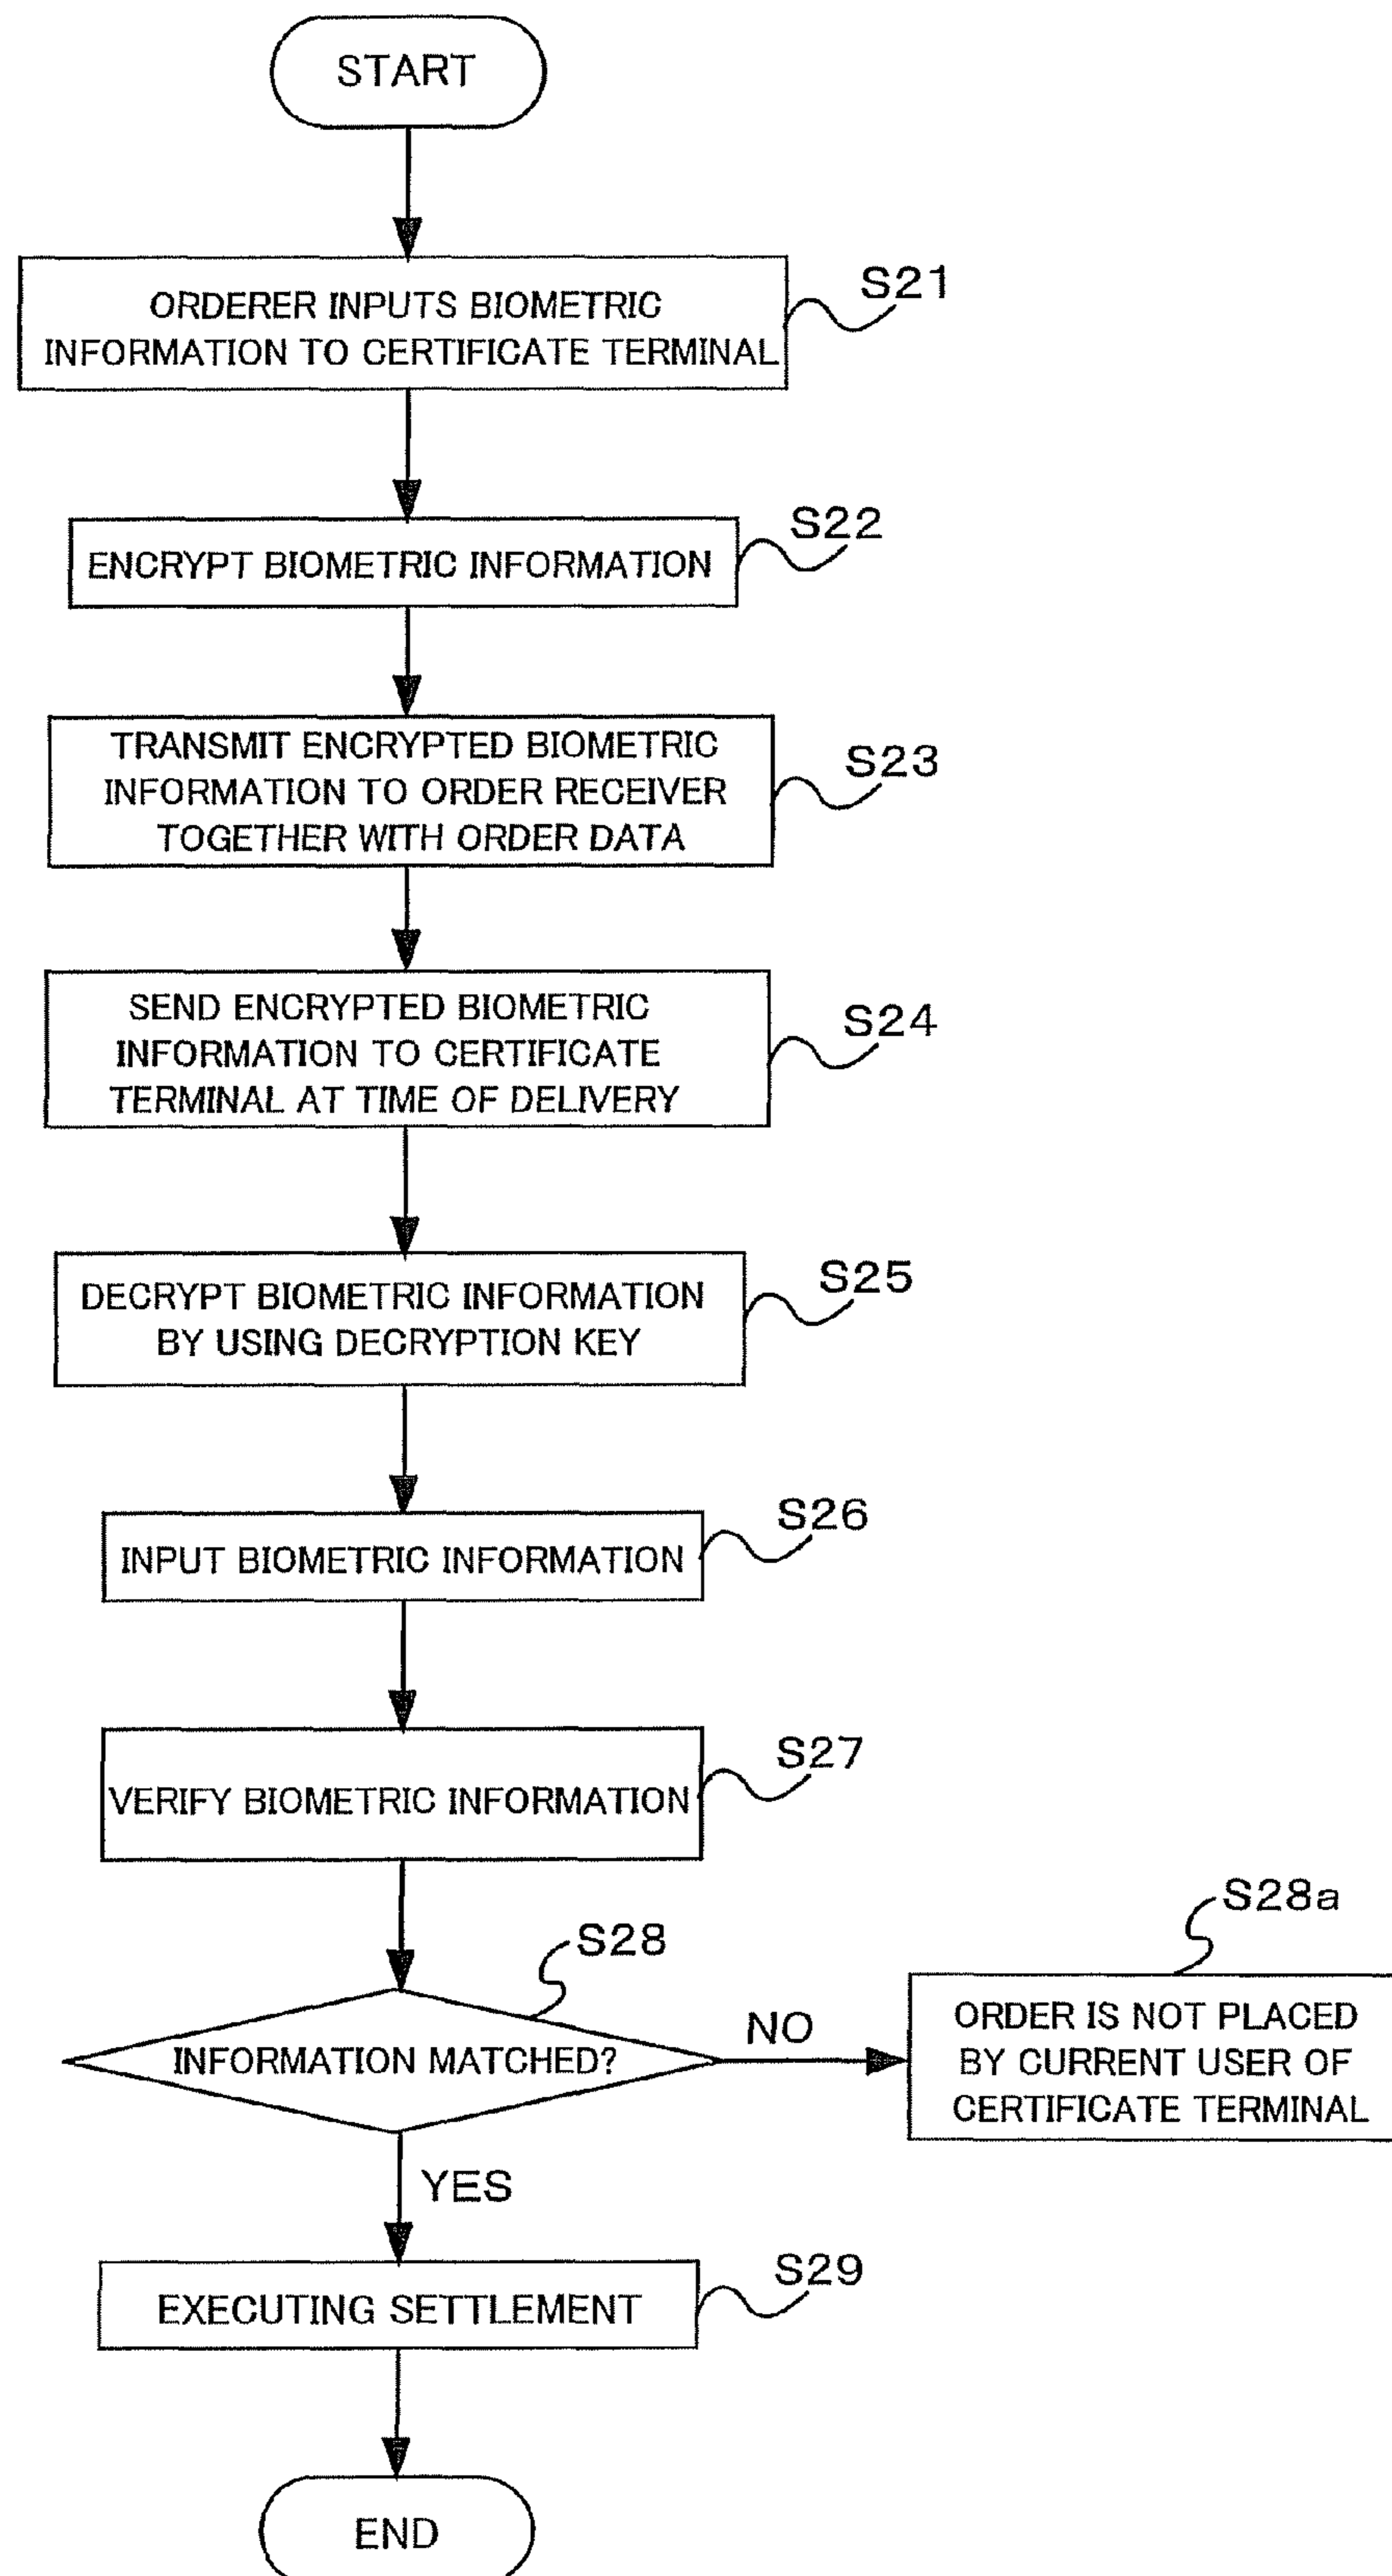 START
S21
ORDERER INPUTS BIOMETRIC
INFORMATION TO CERTIFICATE TERMINAL
S22
ENCRYPT BIOMETRIC INFORMATION
S23
TRANSMIT ENCRYPTED BIOMETRIC
INFORMATION TO ORDER RECEIVER
TOGETHER WITH ORDER DATA
S24
SEND ENCRYPTED BIOMETRIC
INFORMATION TO CERTIFICATE
TERMINAL AT TIME OF DELIVERY
S25
DECRYPT BIOMETRIC INFORMATION
BY USING DECRYPTION KEY
S26
INPUT BIOMETRIC INFORMATION
S27
VERIFY BIOMETRIC INFORMATION
S28
INFORMATION MATCHED?
NO
S28a
ORDER IS NOT PLACED
BY CURRENT USER OF
CERTIFICATE TERMINAL
YES
S29
EXECUTING SETTLEMENT
END